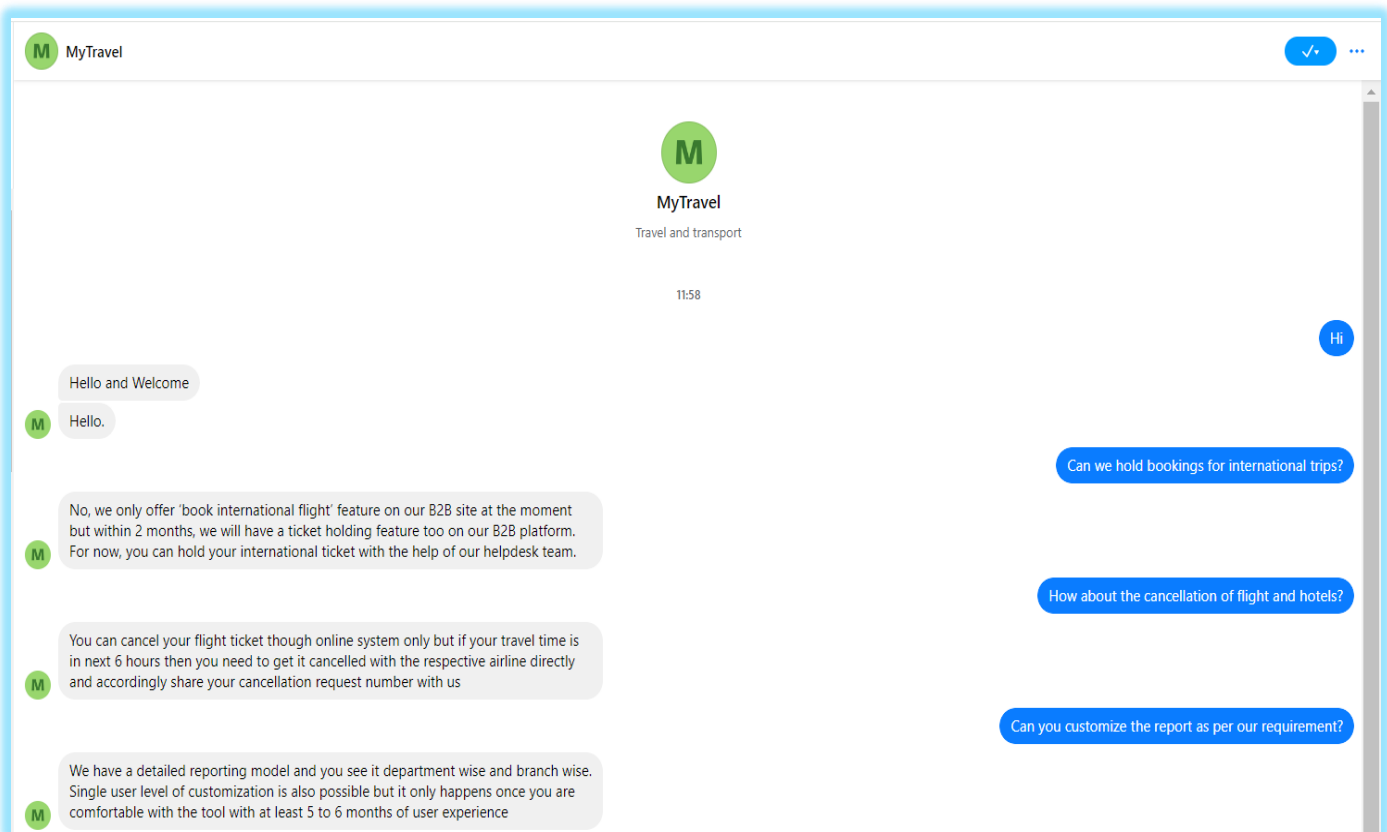 M MyTravel
M
MyTravel
Travel and transport
11:58
Hi
Hello and Welcome
Hello.
M
Can we hold bookings for international trips?
No, we only offer ‘book international flight’ feature on our B2B site at the moment
but within 2 months, we will have a ticket holding feature too on our B2B platform.
For now, you can hold your international ticket with the help of our helpdesk team.
M
How about the cancellation of flight and hotels?
You can cancel your flight ticket though online system only but if your travel time is
in next 6 hours then you need to get it cancelled with the respective airline directly
and accordingly share your cancellation request number with us
M
Can you customize the report as per our requirement?
We have a detailed reporting model and you see it department wise and branch wise.
Single user level of customization is also possible but it only happens once you are
comfortable with the tool with at least 5 to 6 months of user experience
M